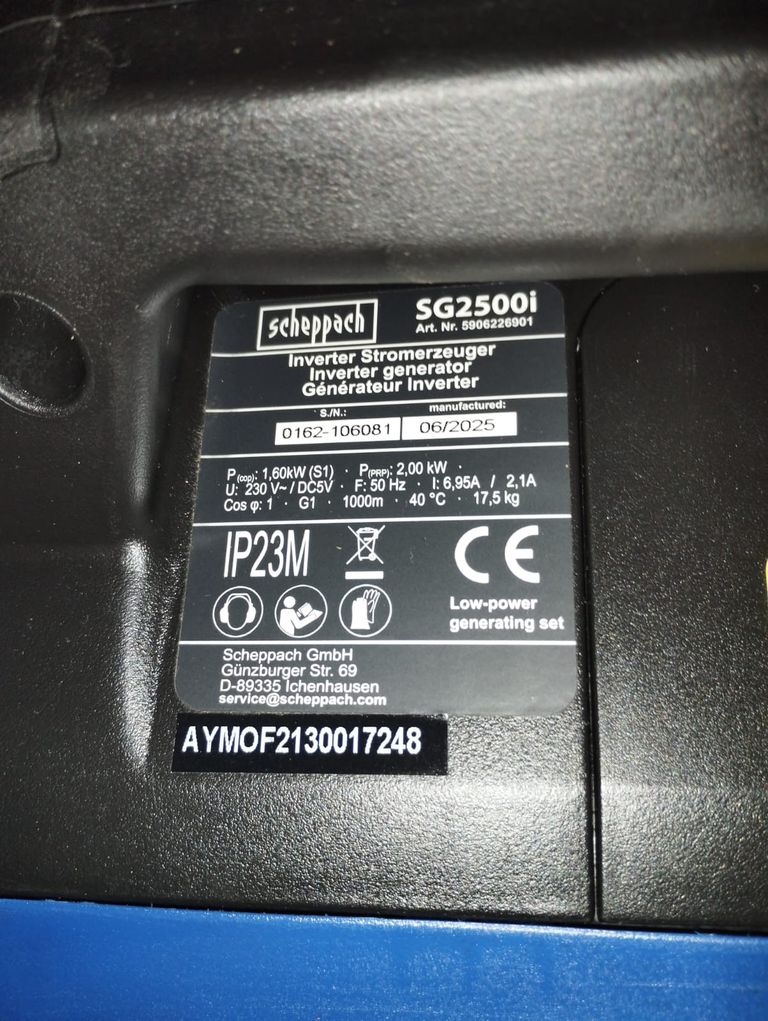 scheppach
SG2500i
Art. Nr. 5906226901
Inverter Stromerzeuger
Inverter generator
Générateur Inverter
S./N.: manufactured:
0162-106081 06/2025
P(cop): 1,60kW (S1) · P(PRP): 2,00 kW ·
U: 230 V~ / DC5V · F: 50 Hz · I: 6,95A / 2,1A
Cos φ: 1 · G1 · 1000m · 40 °C · 17,5 kg
IP23M
CE
Low-power
generating set
Scheppach GmbH
Günzburger Str. 69
D-89335 Ichenhausen
service@scheppach.com
AYMOF2130017248